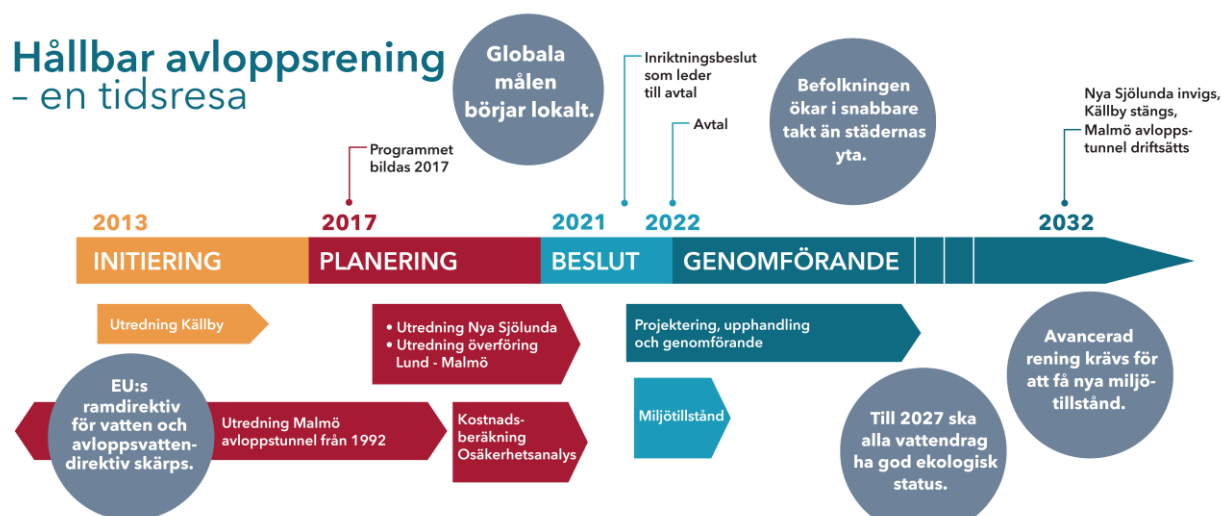 Hållbar avloppsrening
– en tidsresa
Globala
målen
börjar lokalt.
Inriktningsbeslut
som leder
till avtal
Avtal
Befolkningen
ökar i snabbare
takt än städernas
yta.
Nya Sjölunda invigs,
Källby stängs,
Malmö avlopps-
tunnel driftsätts
Programmet
bildas 2017
2013
2017
2021
2022
2032
INITIERING
PLANERING
BESLUT
GENOMFÖRANDE
Utredning Källby
• Utredning Nya Sjölunda
• Utredning överföring
Lund - Malmö
Projektering, upphandling
och genomförande
Avancerad
rening krävs för
att få nya miljö-
tillstånd.
EU:s
ramdirektiv
för vatten och
avloppsvatten-
direktiv skärps.
Utredning Malmö
avloppstunnel från 1992
Kostnads-
beräkning
Osäkerhetsanalys
Miljötillstånd
Till 2027 ska
alla vattendrag
ha god ekologisk
status.